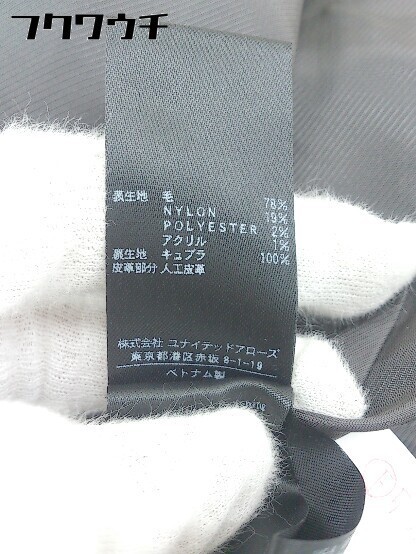 フクワウチ
表生地 毛 78%
NYLON 19%
POLYESTER 2%
アクリル 1%
裏生地 キュプラ 100%
皮革部分 人工皮革
株式会社 ユナイテッドアローズ
東京都港区赤坂 8-1-19
ベトナム製